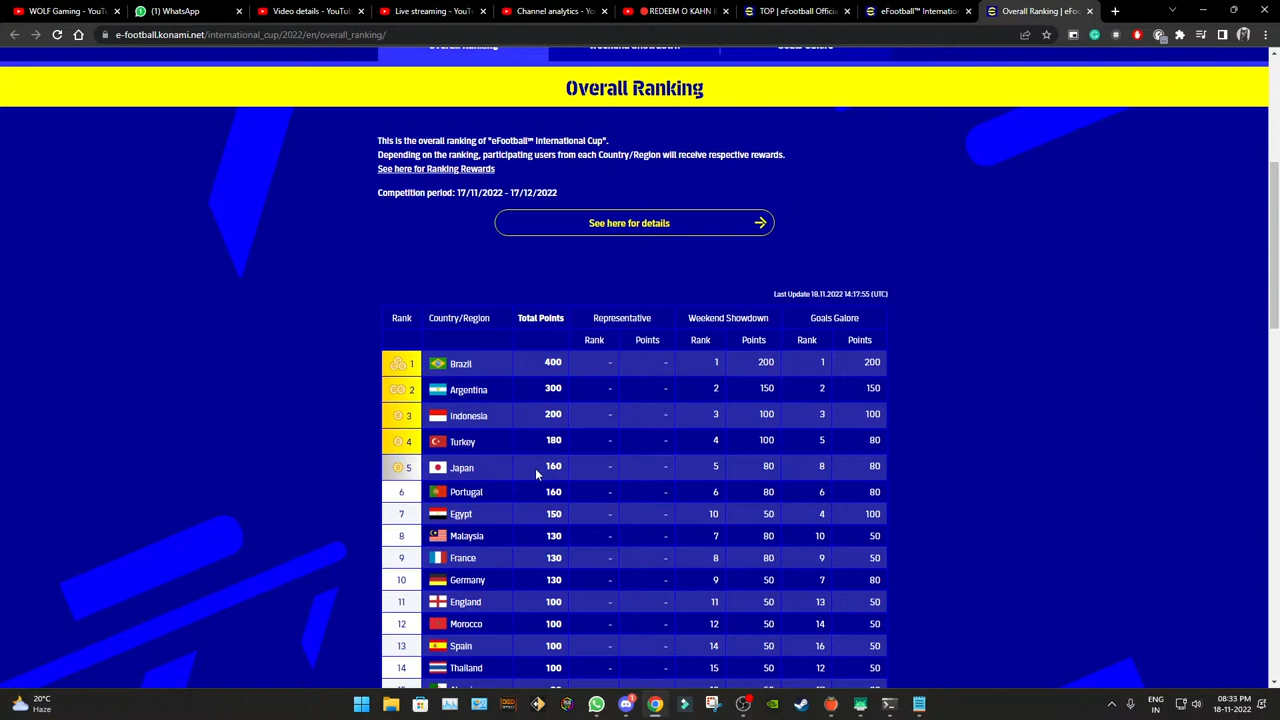 WOLF Gaming - YouTu
WhatsApp
Video details - YouTu
Live streaming - YouTu
Channel analytics - Yo
REDEEM O KAHN
TOP | eFootball Officia
eFootball™ Internation
Overall Ranking | eFo
e-football.konami.net/international_cup/2022/en/overall_ranking/
Overall Ranking Weekend Showdown Goals Galore
Overall Ranking
This is the overall ranking of "eFootball™ International Cup".
Depending on the ranking, participating users from each Country/Region will receive respective rewards.
See here for Ranking Rewards
Competition period: 17/11/2022 - 17/12/2022
See here for details
Last Update 18.11.2022 14:17:55 (UTC)
Rank Country/Region Total Points Representative Weekend Showdown Goals Galore
Rank Points Rank Points Rank Points
1 Brazil 400 - - 1 200 1 200
2 Argentina 300 - - 2 150 2 150
3 Indonesia 200 - - 3 100 3 100
4 Turkey 180 - - 4 100 5 80
5 Japan 160 - - 5 80 8 80
6 Portugal 160 - - 6 80 6 80
7 Egypt 150 - - 10 50 4 100
8 Malaysia 130 - - 7 80 10 50
9 France 130 - - 8 80 9 50
10 Germany 130 - - 9 50 7 80
11 England 100 - - 11 50 13 50
12 Morocco 100 - - 12 50 14 50
13 Spain 100 - - 14 50 16 50
14 Thailand 100 - - 15 50 12 50
20°C
Haze
ENG
IN
08:33 PM
18-11-2022